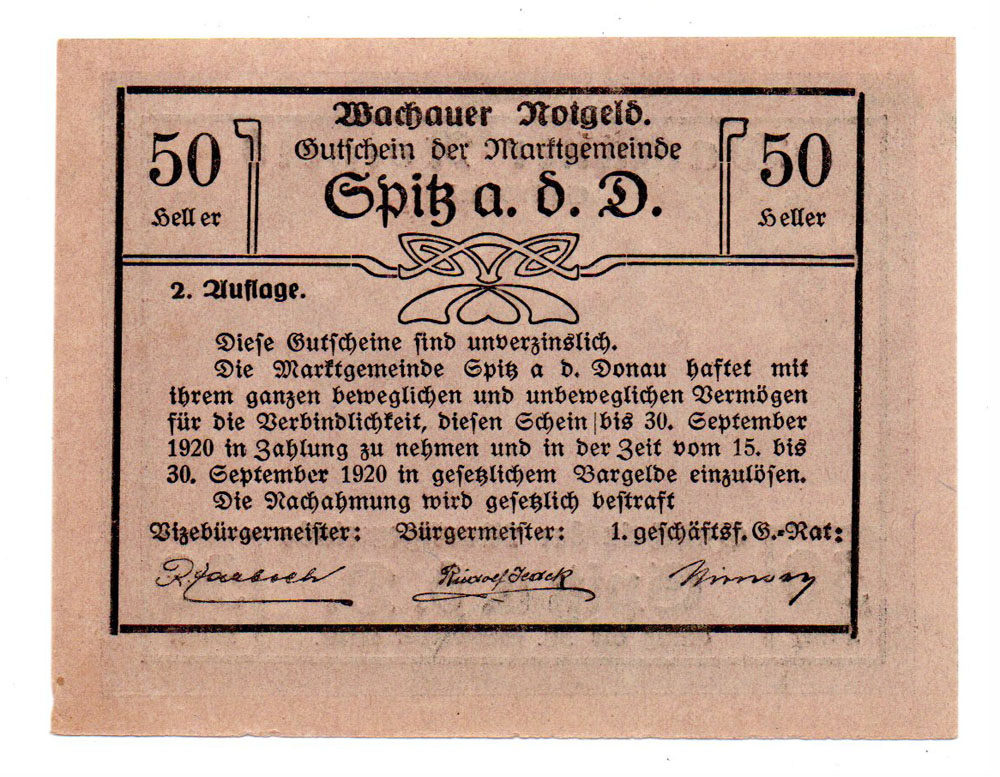 Wachauer Notgeld.
Gutschein der Marktgemeinde
Spitz a. d. D.
50
Heller
50
Heller
2. Auflage.
Diese Gutscheine sind unverzinslich.
Die Marktgemeinde Spitz a d. Donau haftet mit
ihrem ganzen beweglichen und unbeweglichen Vermögen
für die Verbindlichkeit, diesen Schein bis 30. September
1920 in Zahlung zu nehmen und in der Zeit vom 15. bis
30. September 1920 in gesetzlichem Bargelde einzulösen.
Die Nachahmung wird gesetzlich bestraft
Vizebürgermeister: Bürgermeister: 1. geschäftsf. G.-Rat:
Rudolf